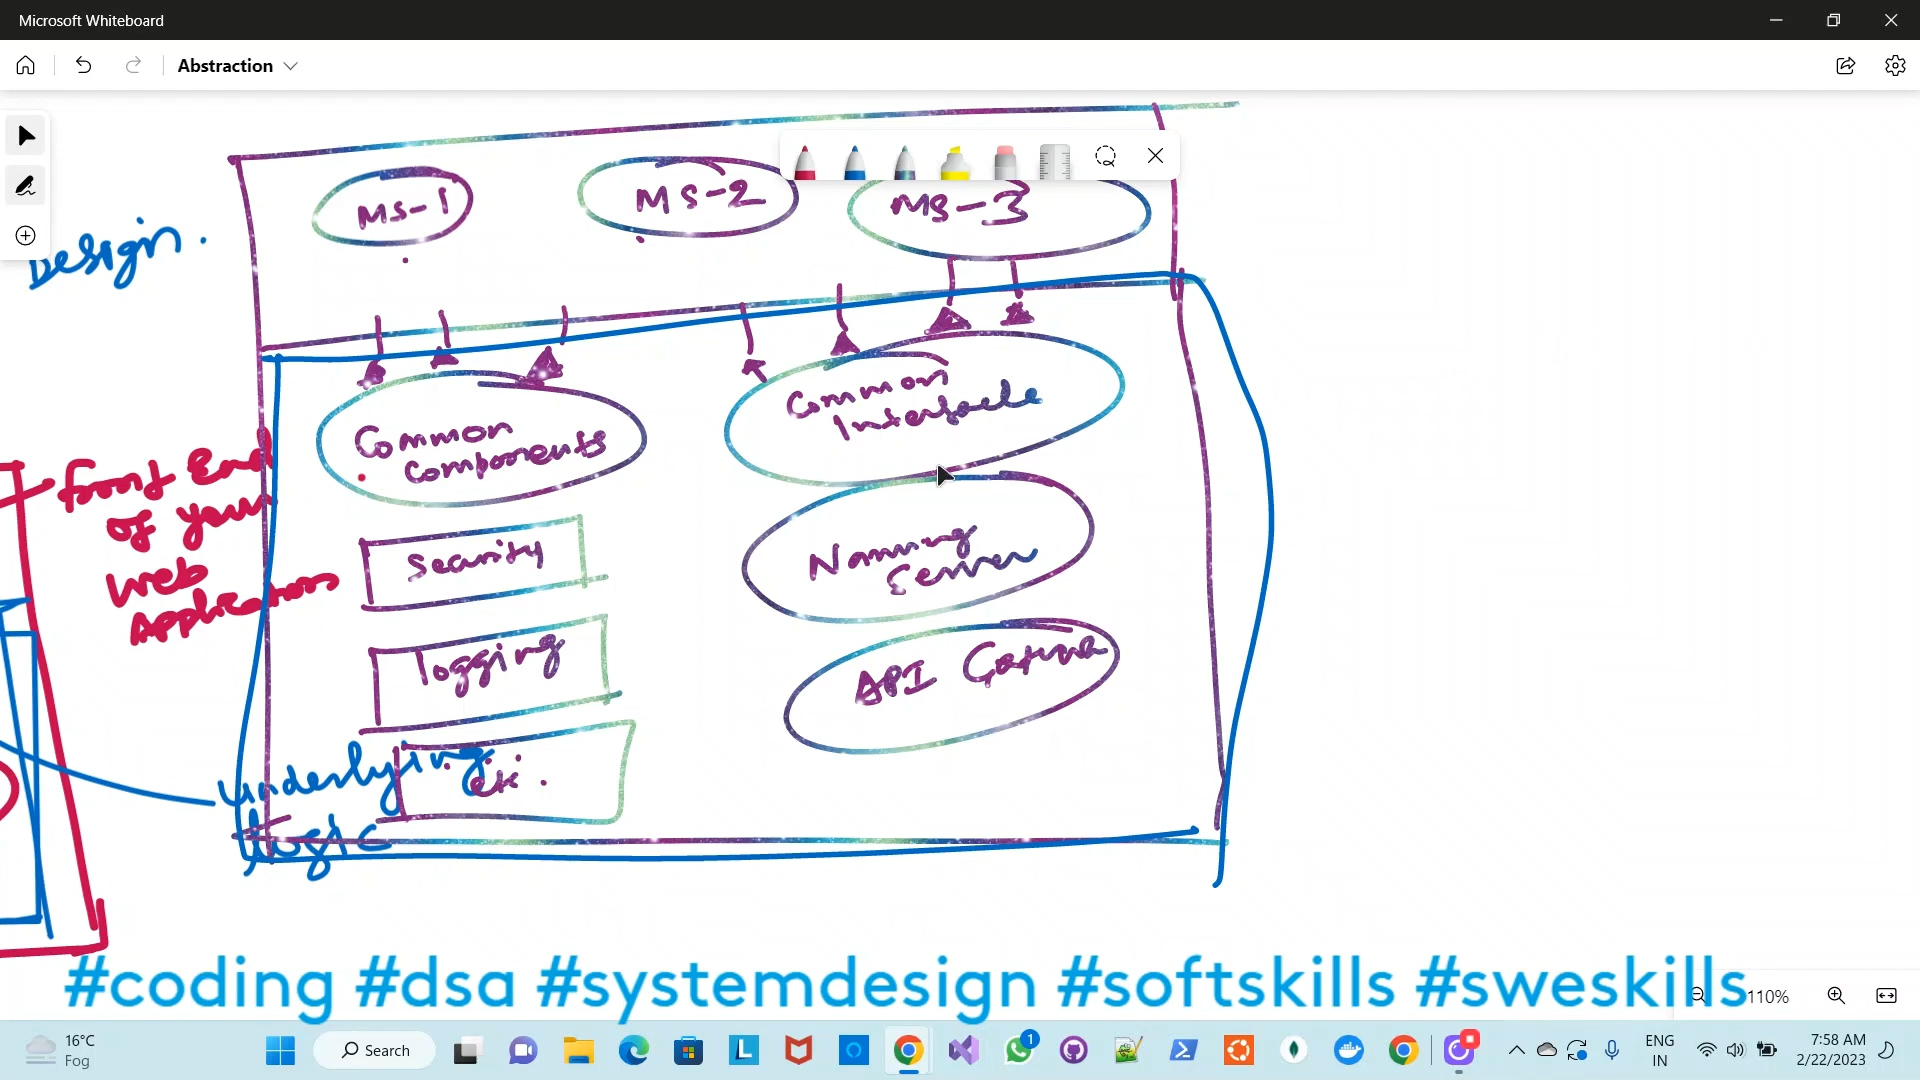 Microsoft Whiteboard
Abstraction
Design.
MS-1
MS-2
MS-3
Common
Components
Common
Interface
Front End
of your
Web
Application
Security
Naming
Server
logging
API
etc.
Underlying
logic
#coding #dsa #systemdesign #softskills #sweskills
110%
16°C
Fog
Search
1
ENG
IN
7:58 AM
2/22/2023